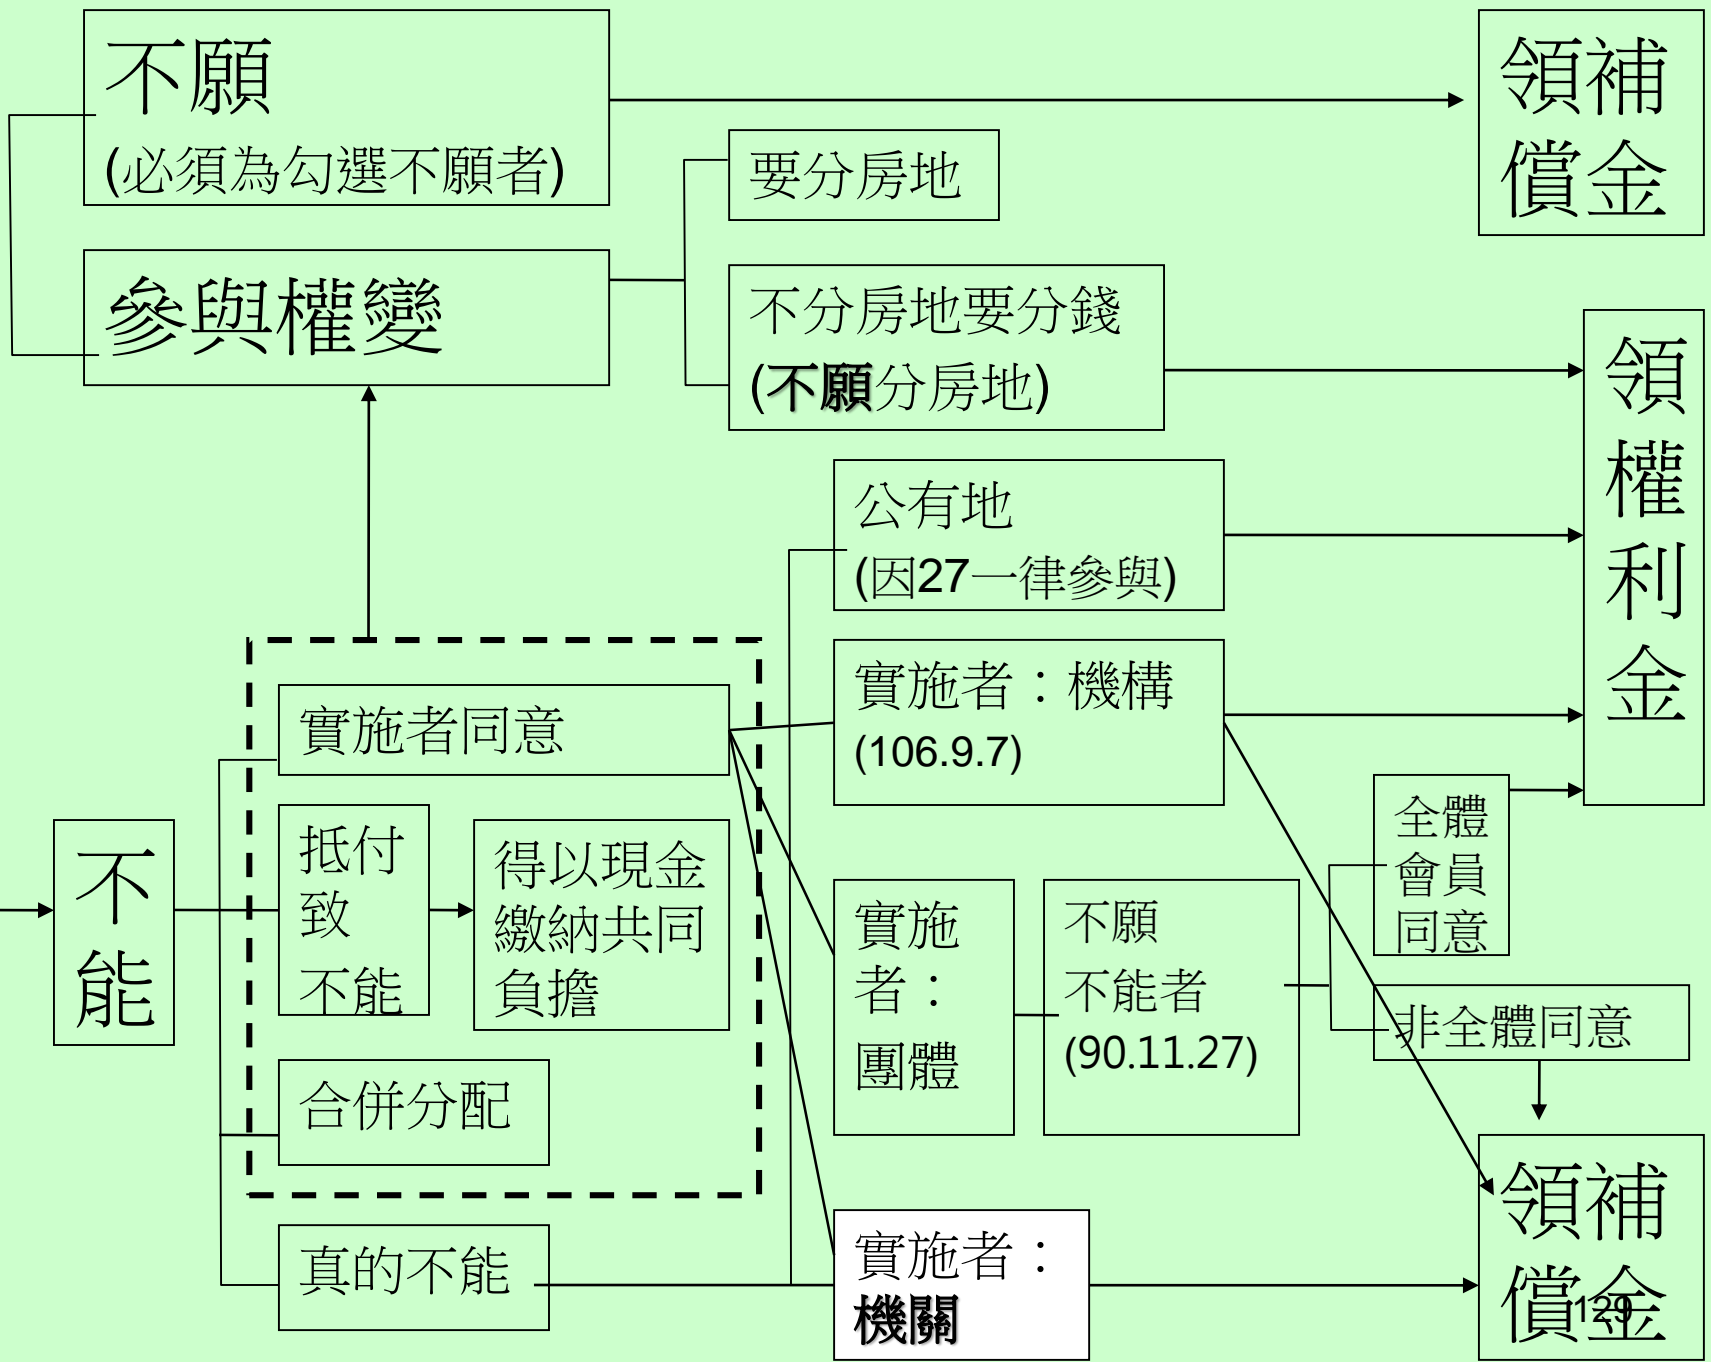 不願
(必須為勾選不願者)
領補
償金
要分房地
參與權變
不分房地要分錢
(不願分房地)
領
權
利
金
公有地
(因27一律參與)
實施者：機構
(106.9.7)
實施者同意
不
能
抵付
致
不能
得以現金
繳納共同
負擔
合併分配
真的不能
實施
者：
團體
不願
不能者
(90.11.27)
全體
會員
同意
非全體同意
實施者：
機關
領補
償金
129